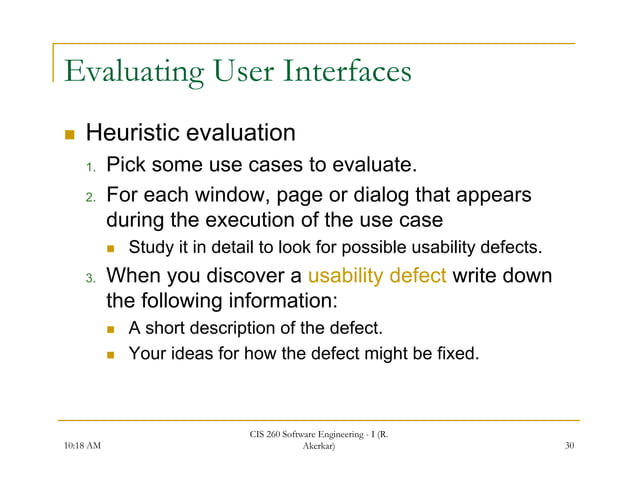 Evaluating User Interfaces
Heuristic evaluation
1. Pick some use cases to evaluate.
2. For each window, page or dialog that appears
during the execution of the use case
Study it in detail to look for possible usability defects.
3. When you discover a usability defect write down
the following information:
A short description of the defect.
Your ideas for how the defect might be fixed.
10:18 AM
CIS 260 Software Engineering - I (R.
Akerkar)
30